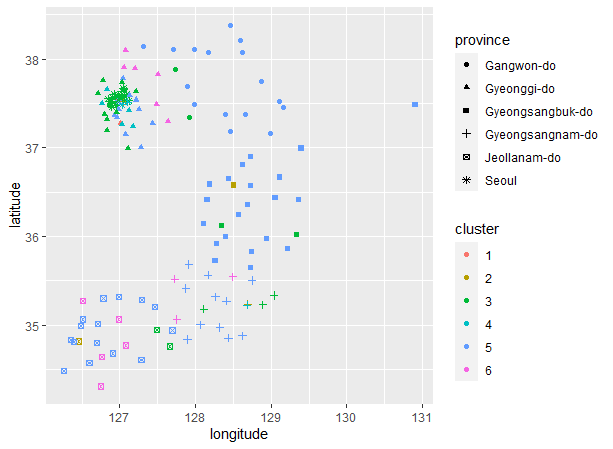 38
37
36
35
latitude
127
128
129
130
131
longitude
province
Gangwon-do
Gyeonggi-do
Gyeongsangbuk-do
Gyeongsangnam-do
Jeollanam-do
Seoul
cluster
1
2
3
4
5
6